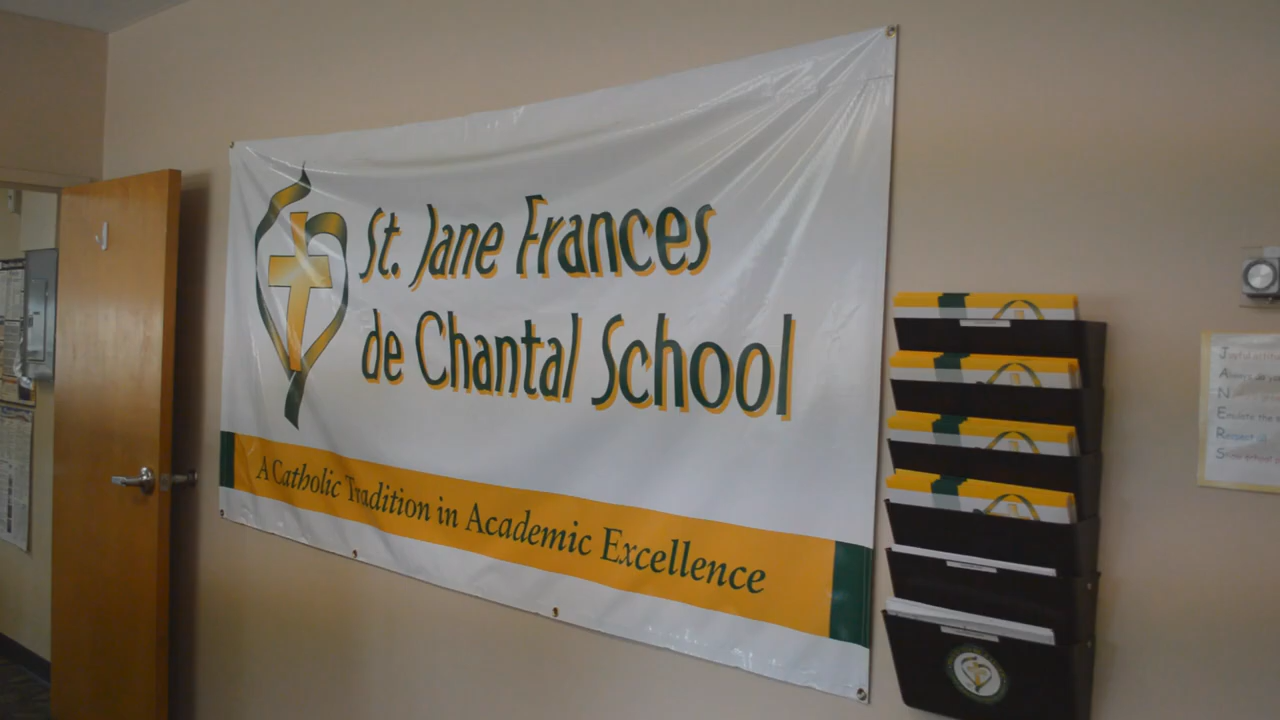 St. Jane Frances
de Chantal School
A Catholic Tradition in Academic Excellence